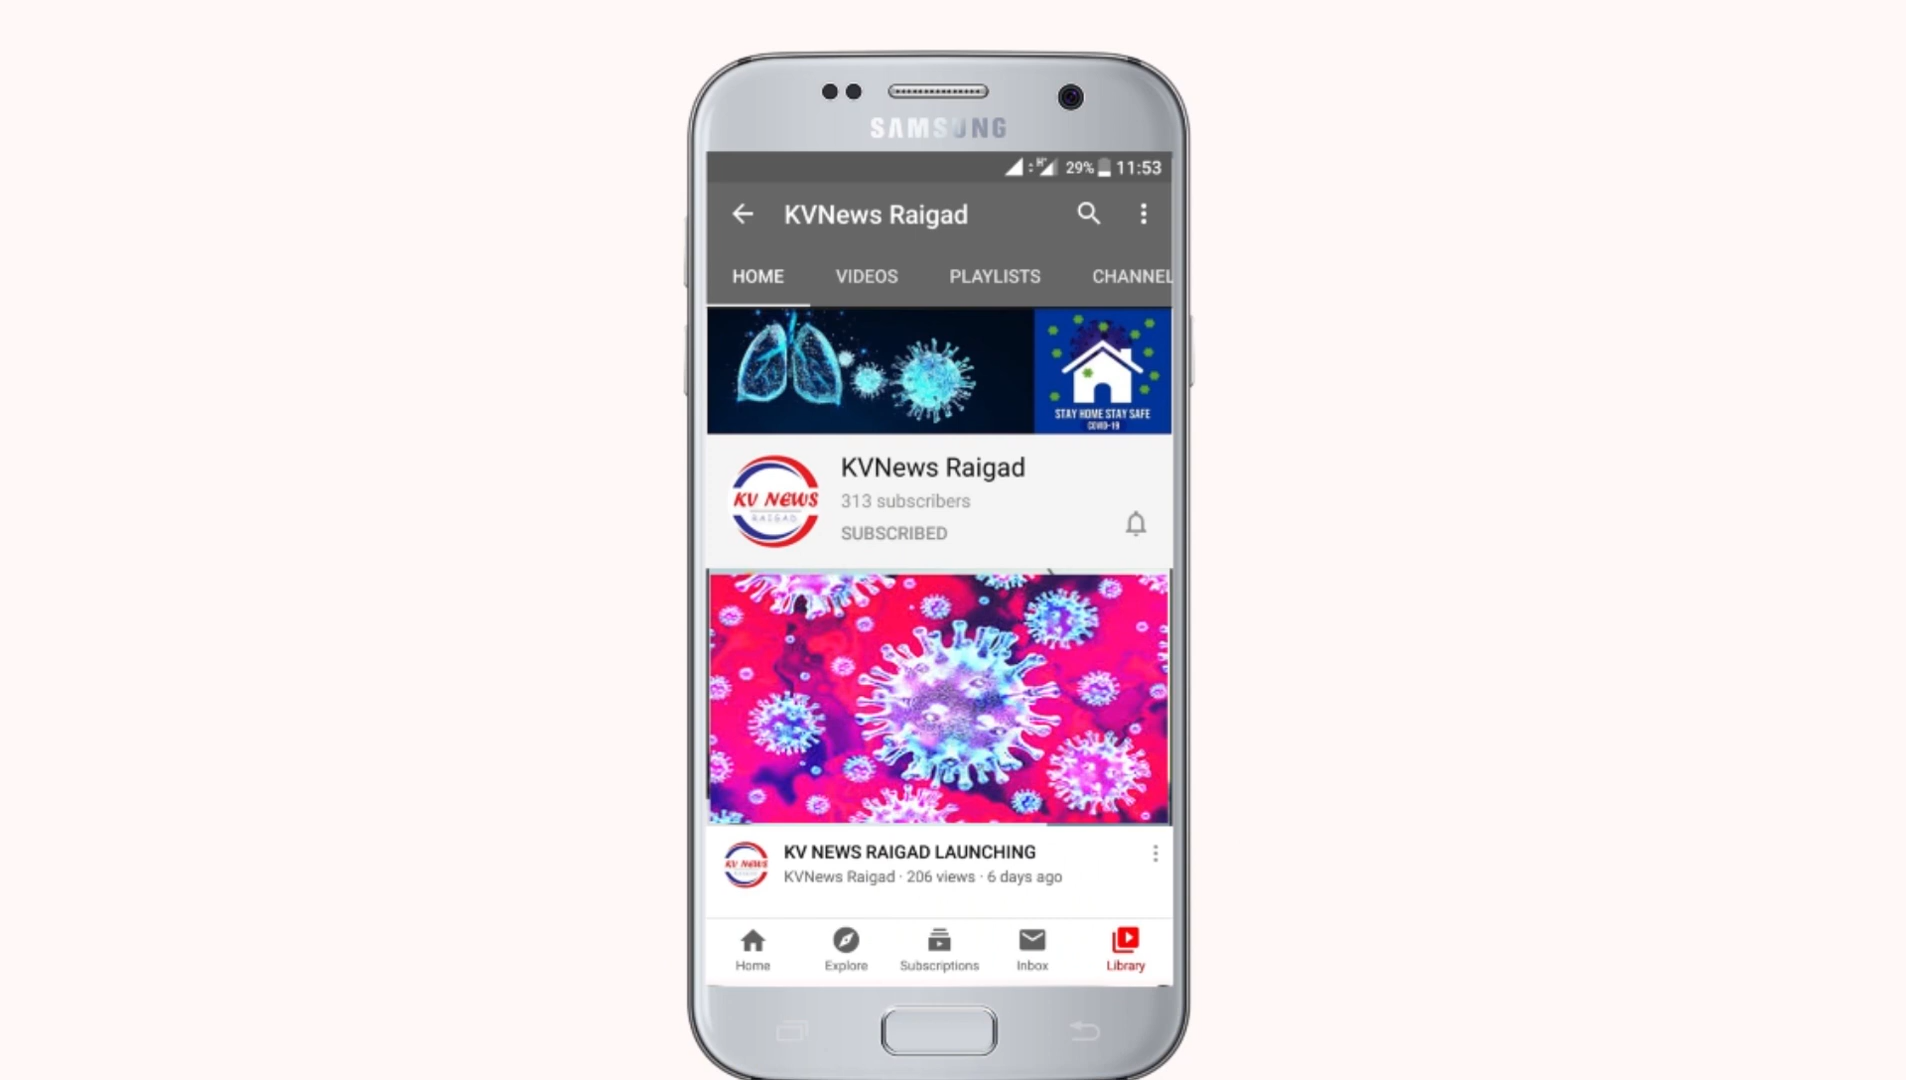 SAMSUNG
H+ 29% 11:53
KVNews Raigad
HOME VIDEOS PLAYLISTS CHANNEL
STAY HOME STAY SAFE
COVID-19
KVNews Raigad
313 subscribers
KV NEWS
RAIGAD
SUBSCRIBED
KV NEWS RAIGAD LAUNCHING
KV NEWS
KVNews Raigad · 206 views · 6 days ago
Home Explore Subscriptions Inbox Library